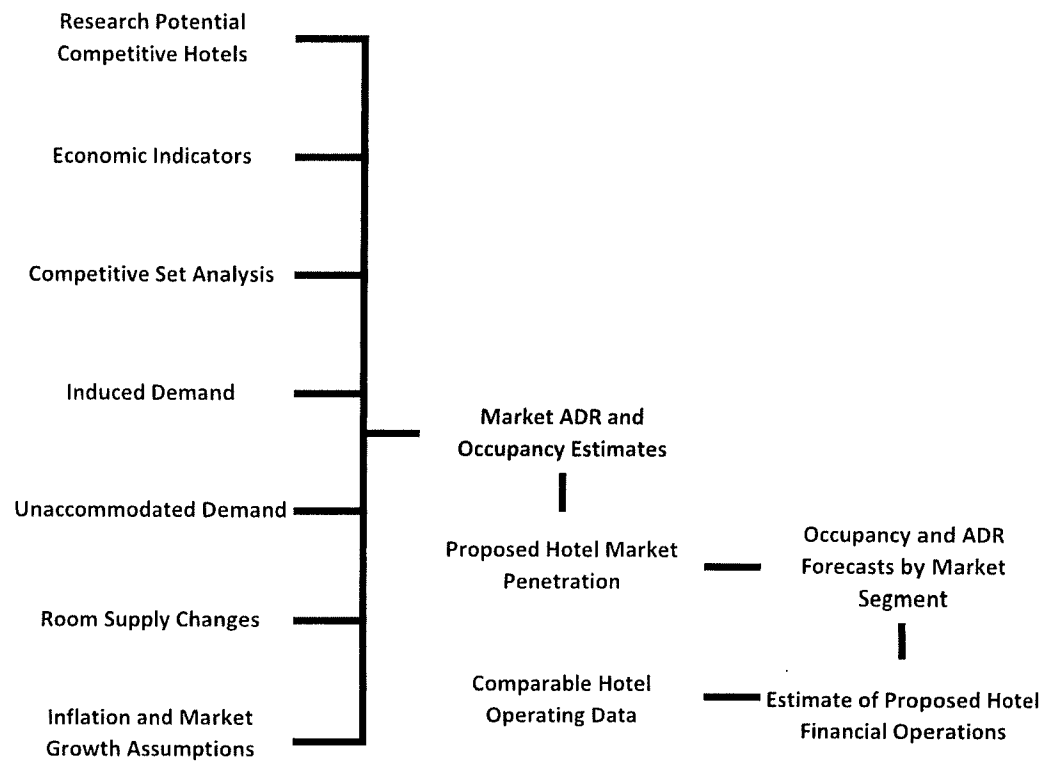 Research Potential
Competitive Hotels
Economic Indicators
Competitive Set Analysis
Induced Demand
Unaccommodated Demand
Room Supply Changes
Inflation and Market
Growth Assumptions
Market ADR and
Occupancy Estimates
Proposed Hotel Market
Penetration
Comparable Hotel
Operating Data
Occupancy and ADR
Forecasts by Market
Segment
Estimate of Proposed Hotel
Financial Operations